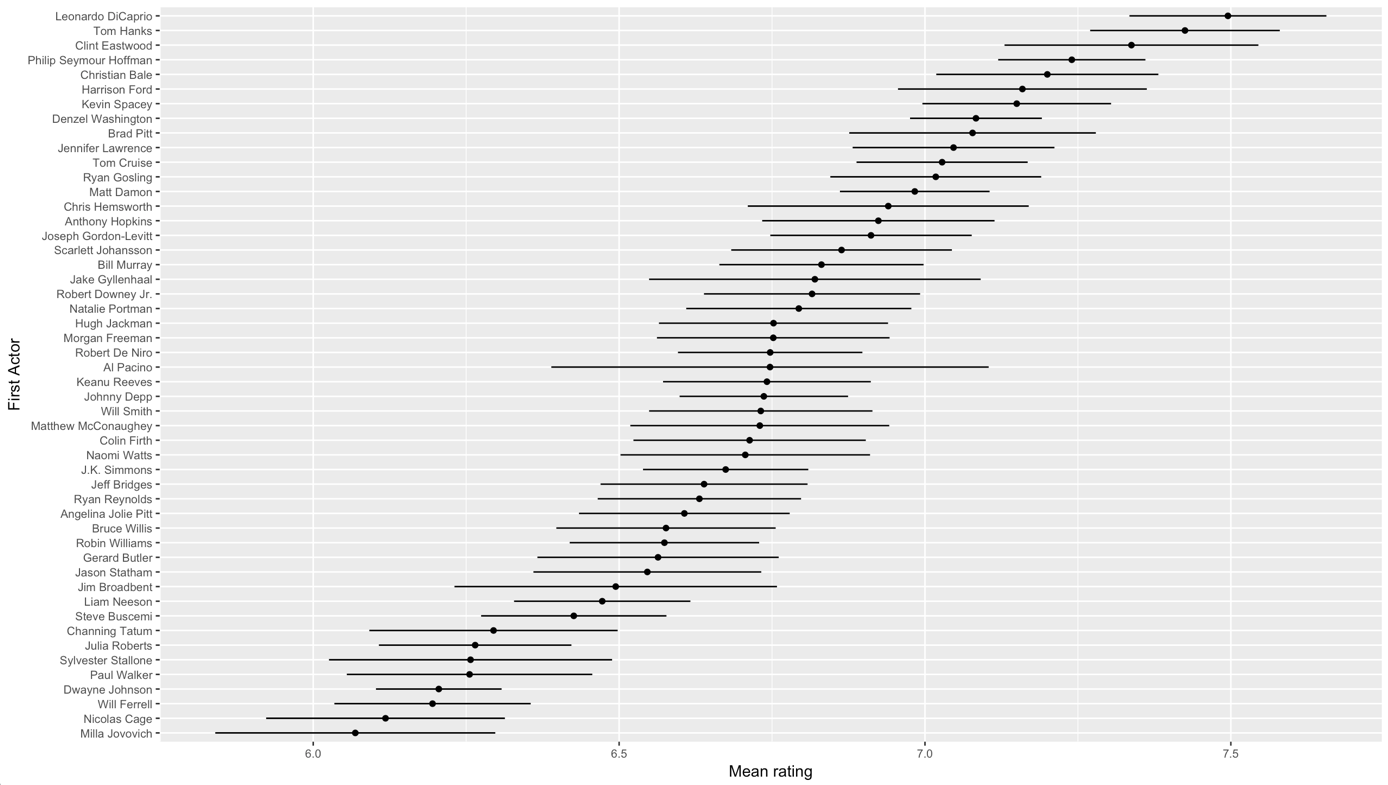 Leonardo DiCaprio
Tom Hanks
Clint Eastwood
Philip Seymour Hoffman
Christian Bale
Harrison Ford
Kevin Spacey
Denzel Washington
Brad Pitt
Jennifer Lawrence
Tom Cruise
Ryan Gosling
Matt Damon
Chris Hemsworth
Anthony Hopkins
Joseph Gordon-Levitt
Scarlett Johansson
Bill Murray
Jake Gyllenhaal
Robert Downey Jr.
Natalie Portman
Hugh Jackman
Morgan Freeman
Robert De Niro
Al Pacino
Keanu Reeves
Johnny Depp
Will Smith
Matthew McConaughey
Colin Firth
Naomi Watts
J.K. Simmons
Jeff Bridges
Ryan Reynolds
Angelina Jolie Pitt
Bruce Willis
Robin Williams
Gerard Butler
Jason Statham
Jim Broadbent
Liam Neeson
Steve Buscemi
Channing Tatum
Julia Roberts
Sylvester Stallone
Paul Walker
Dwayne Johnson
Will Ferrell
Nicolas Cage
Milla Jovovich
First Actor
6.0 6.5 7.0 7.5
Mean rating